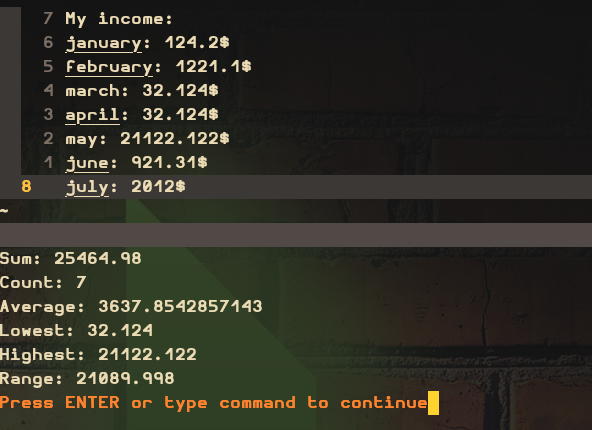 7 My income:
6 january: 124.2$
5 february: 1221.1$
4 march: 32.124$
3 april: 32.124$
2 may: 21122.122$
1 june: 921.31$
8 july: 2012$
~
Sum: 25464.98
Count: 7
Average: 3637.8542857143
Lowest: 32.124
Highest: 21122.122
Range: 21089.998
Press ENTER or type command to continue